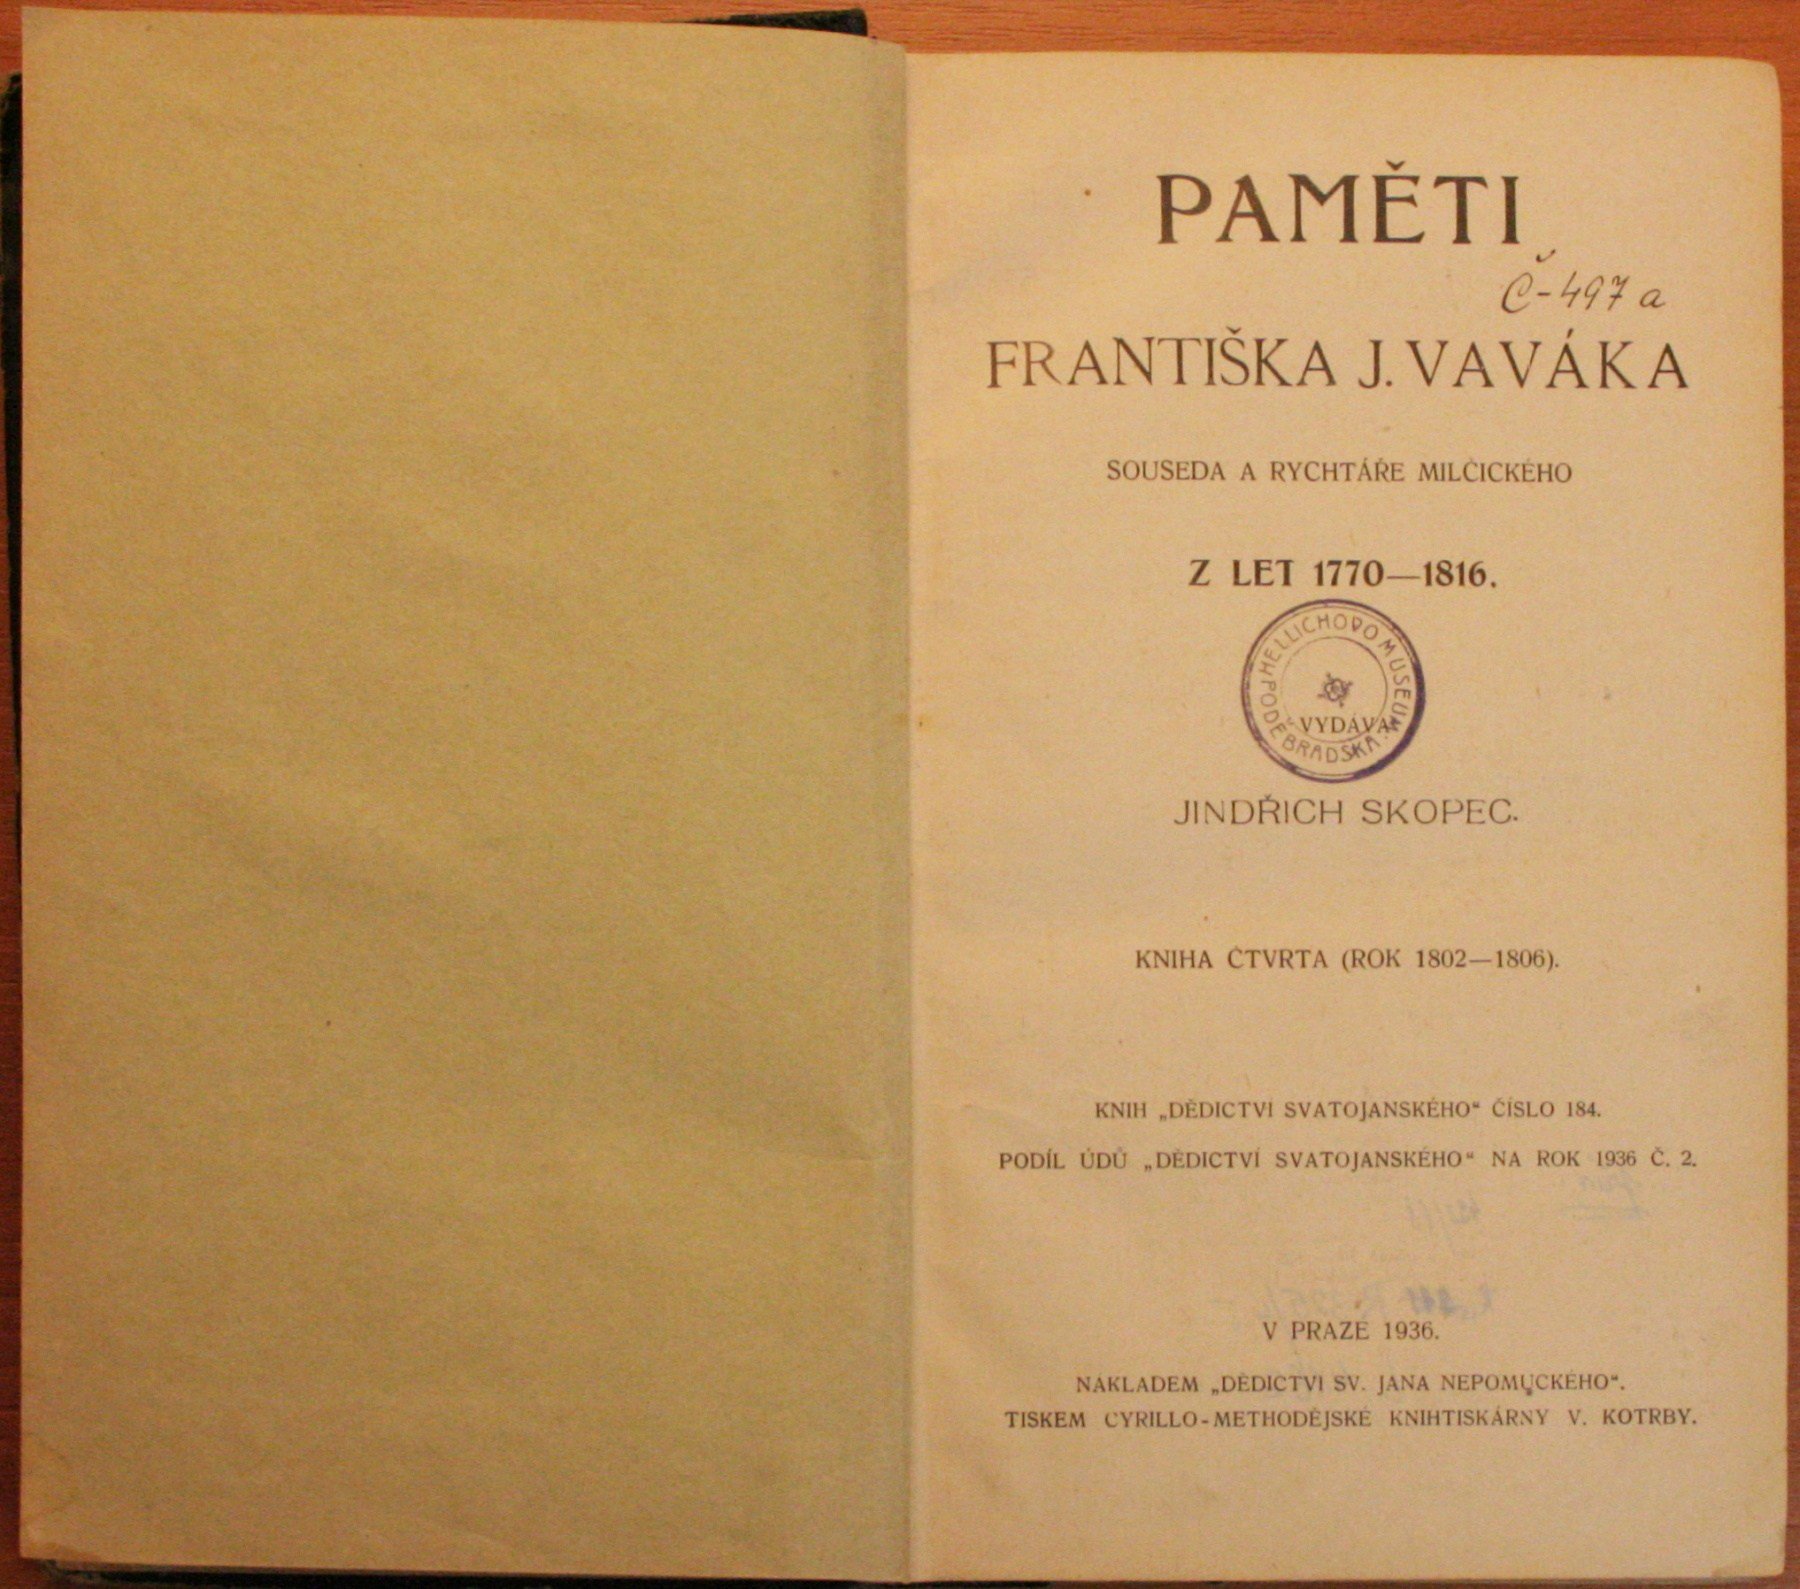 PAMĚTI
Č-497 a
FRANTIŠKA J. VAVÁKA
SOUSEDA A RYCHTÁŘE MILČICKÉHO
Z LET 1770—1816.
HELLICHOVO MUSEUM
PODĚBRADSKA
VYDÁVÁ
JINDŘICH SKOPEC.
KNIHA ČTVRTA (ROK 1802—1806).
KNIH „DĚDICTVÍ SVATOJANSKÉHO“ ČÍSLO 184.
PODÍL ÚDŮ „DĚDICTVÍ SVATOJANSKÉHO“ NA ROK 1936 Č. 2.
V PRAZE 1936.
NÁKLADEM „DĚDICTVÍ SV. JANA NEPOMUCKÉHO“.
TISKEM CYRILLO-METHODĚJSKÉ KNIHTISKÁRNY V. KOTRBY.